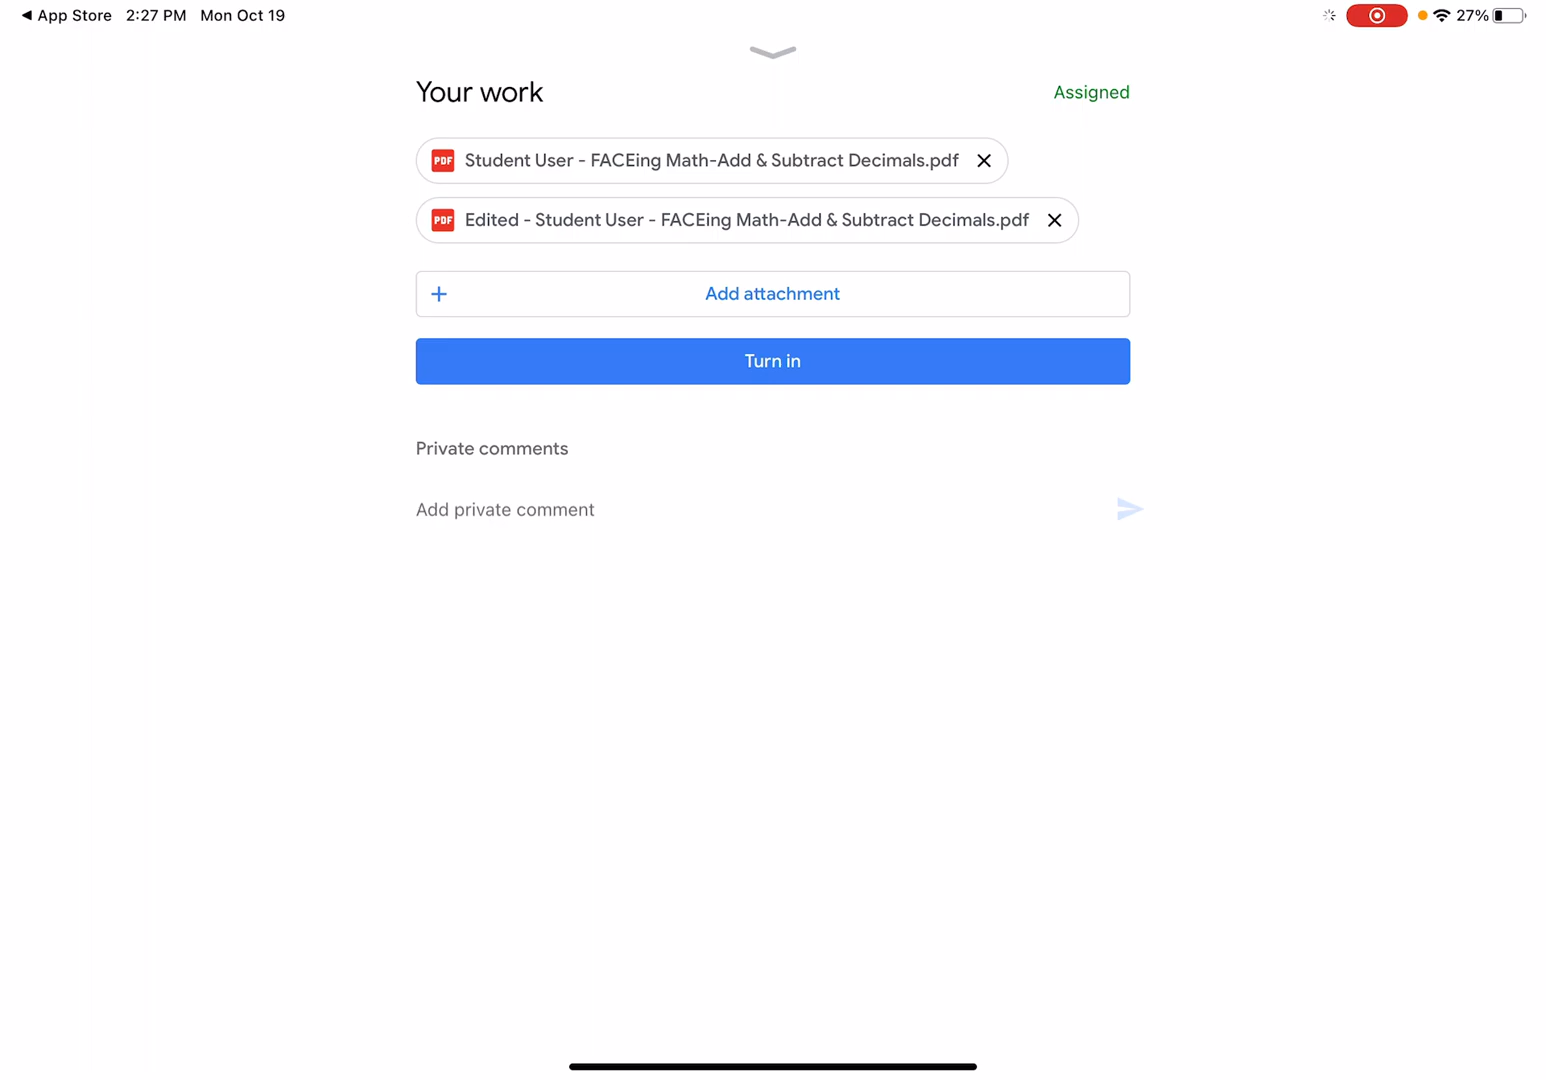 ◀ App Store 2:27 PM Mon Oct 19 27%
Your work
Assigned
PDF Student User - FACEing Math-Add & Subtract Decimals.pdf
PDF Edited - Student User - FACEing Math-Add & Subtract Decimals.pdf
Add attachment
Turn in
Private comments
Add private comment